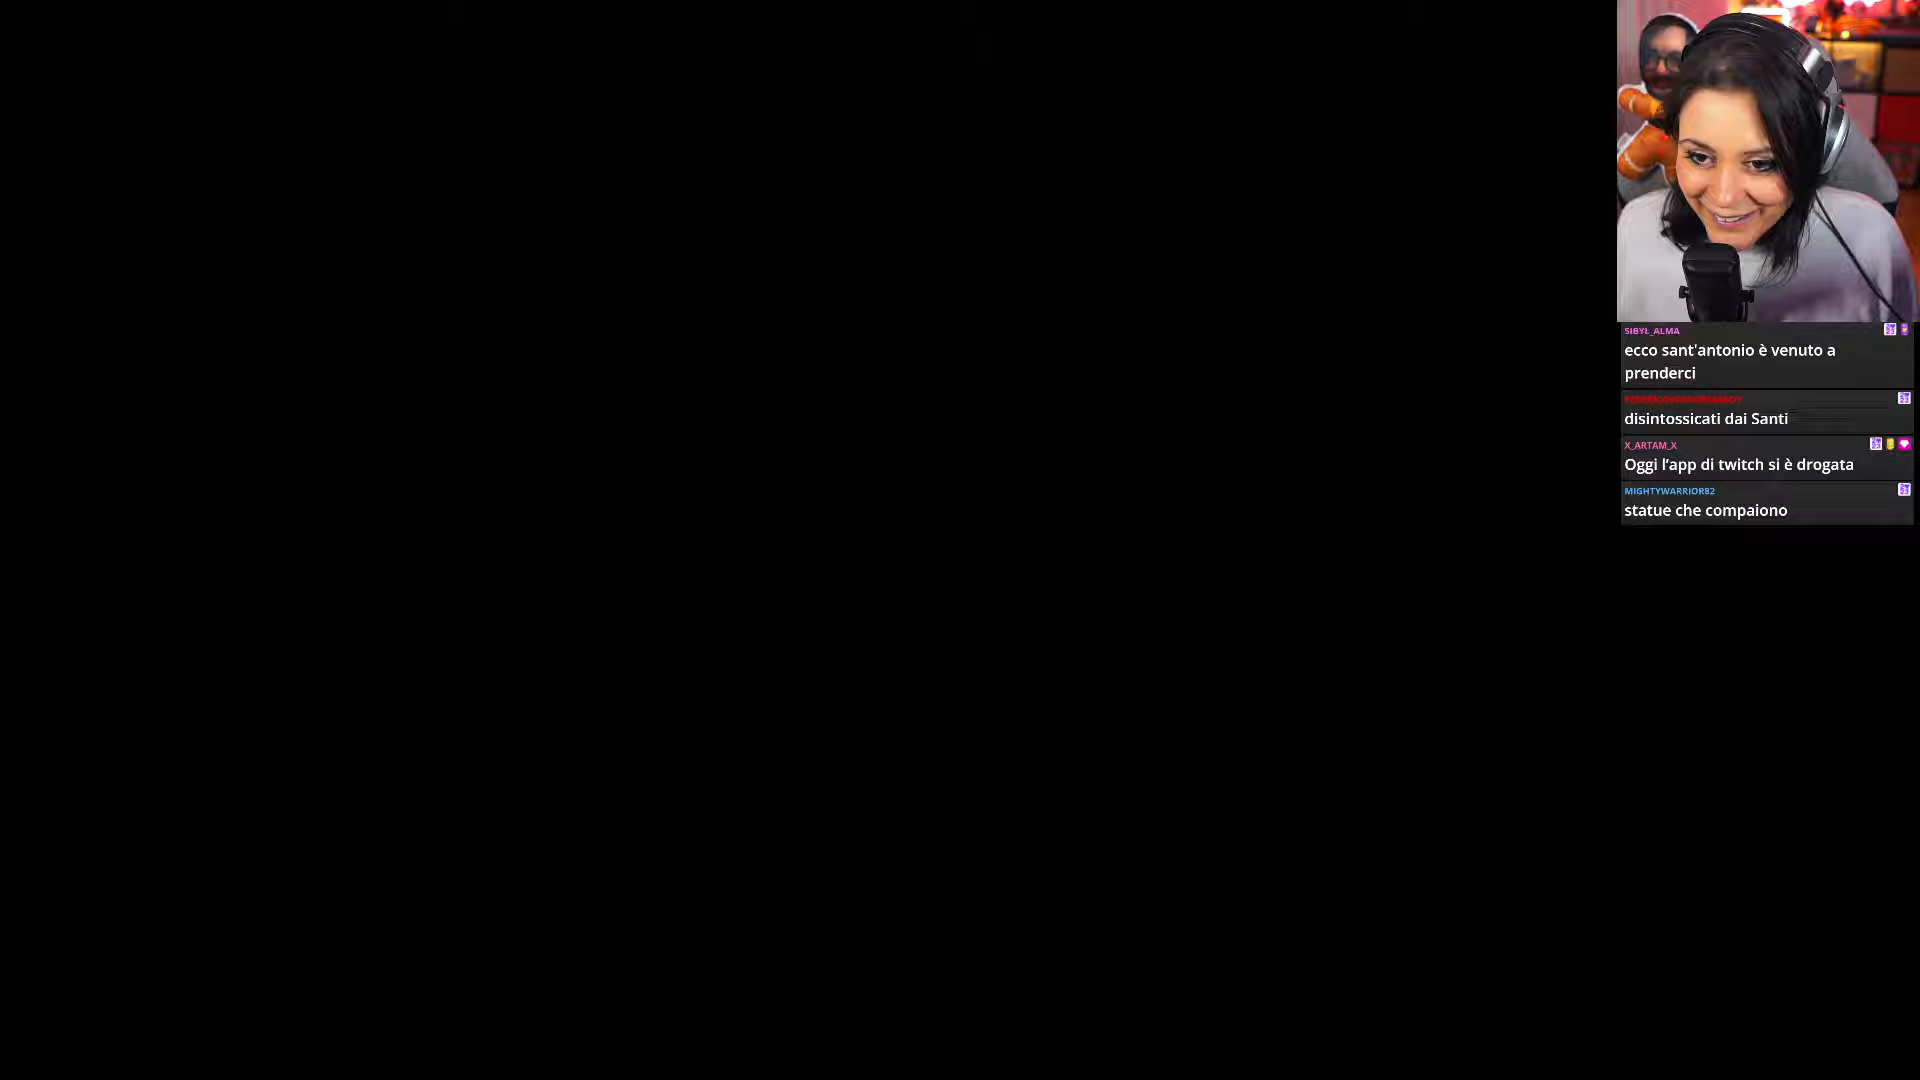 SIBYL_ALMA
ecco sant'antonio è venuto a
prenderci
disintossicati dai Santi
X_ARTAM_X
Oggi l'app di twitch si è drogata
MIGHTYWARRIOR82
statue che compaiono